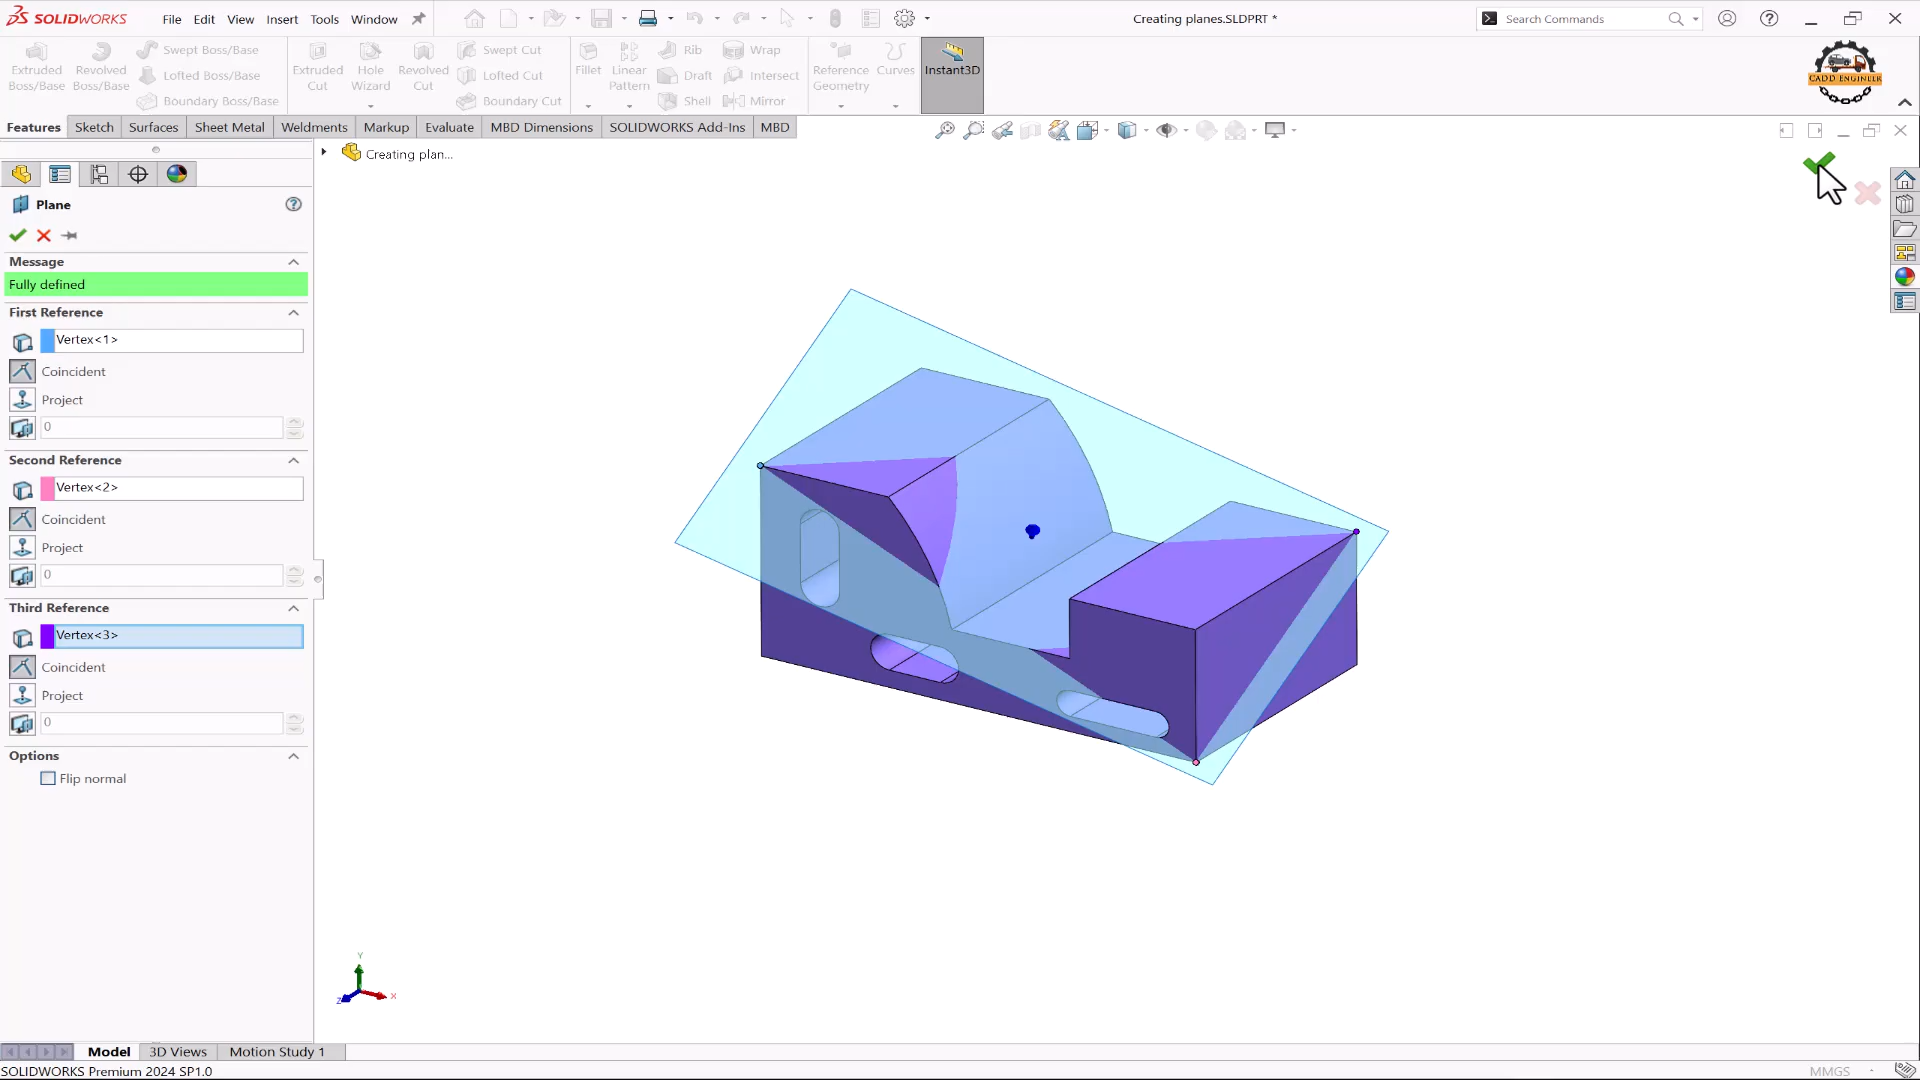 SOLIDWORKS
File Edit View Insert Tools Window
Creating planes.SLDPRT *
Search Commands
Extruded Boss/Base
Revolved Boss/Base
Swept Boss/Base
Lofted Boss/Base
Boundary Boss/Base
Extruded Cut
Hole Wizard
Revolved Cut
Swept Cut
Lofted Cut
Boundary Cut
Fillet
Linear Pattern
Rib
Draft
Shell
Wrap
Intersect
Mirror
Reference Geometry
Curves
Instant3D
CADD ENGINEER
Features Sketch Surfaces Sheet Metal Weldments Markup Evaluate MBD Dimensions SOLIDWORKS Add-Ins MBD
Creating plan...
Plane
Message
Fully defined
First Reference
Vertex<1>
Coincident
Project
0
Second Reference
Vertex<2>
Coincident
Project
0
Third Reference
Vertex<3>
Coincident
Project
0
Options
Flip normal
Y
Z
X
Model 3D Views Motion Study 1
SOLIDWORKS Premium 2024 SP1.0
MMGS